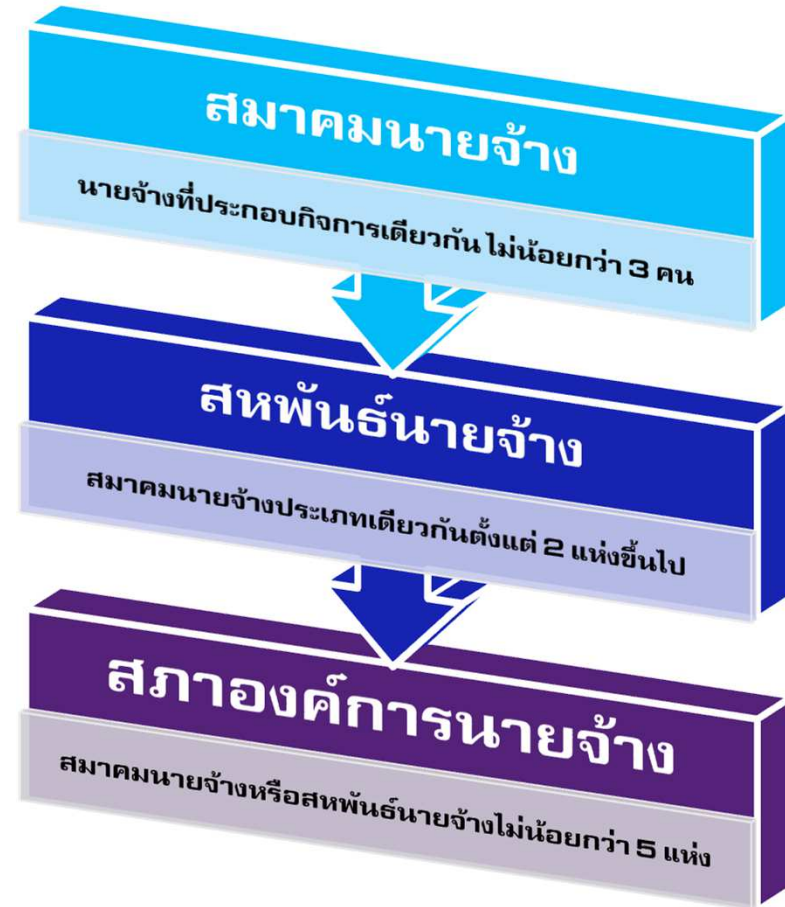 สมาคมนายจ้าง
นายจ้างที่ประกอบกิจการเดียวกัน ไม่น้อยกว่า 3 คน
สหพันธ์นายจ้าง
สมาคมนายจ้างประเภทเดียวกันตั้งแต่ 2 แห่งขึ้นไป
สภาองค์การนายจ้าง
สมาคมนายจ้างหรือสหพันธ์นายจ้างไม่น้อยกว่า 5 แห่ง